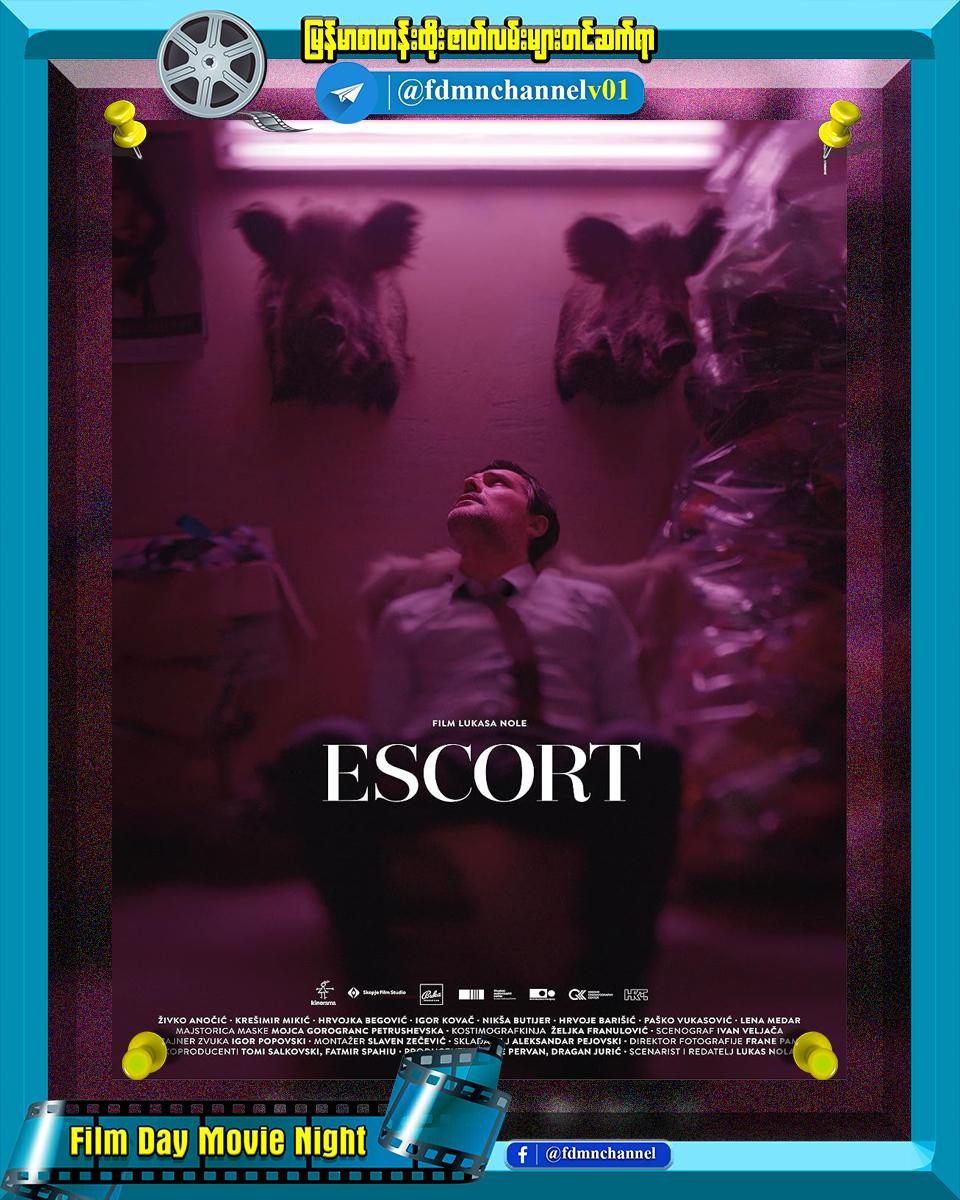 မြန်မာစာတန်းထိုးဇာတ်လမ်းများတင်ဆက်ရာ
@fdmnchannelv01
FILM LUKASA NOLE
ESCORT
kinorama
Skopje Film Studio
HRT
ŽIVKO ANOČIĆ • KREŠIMIR MIKIĆ • HRVOJKA BEGOVIĆ • IGOR KOVAČ • NIKŠA BUTIJER • HRVOJE BARIŠIĆ • PAŠKO VUKASOVIĆ • LENA MEDAR
MAJSTORICA MASKE MOJCA GOROGRANC PETRUSHEVSKA • KOSTIMOGRAFKINJA ŽELJKA FRANULOVIĆ • SCENOGRAF IVAN VELJAČA
ZVUKA IGOR POPOVSKI • MONTAŽER SLAVEN ZEČEVIĆ • ALEKSANDAR PEJOVSKI • DIREKTOR FOTOGRAFIJE FRANE
KOPRODUCENTI TOMI SALKOVSKI, FATMIR SPAHIU • PERVAN, DRAGAN JURIĆ • SCENARIST I REDATELJ LUKAS NOLA
Film Day Movie Night
@fdmnchannel